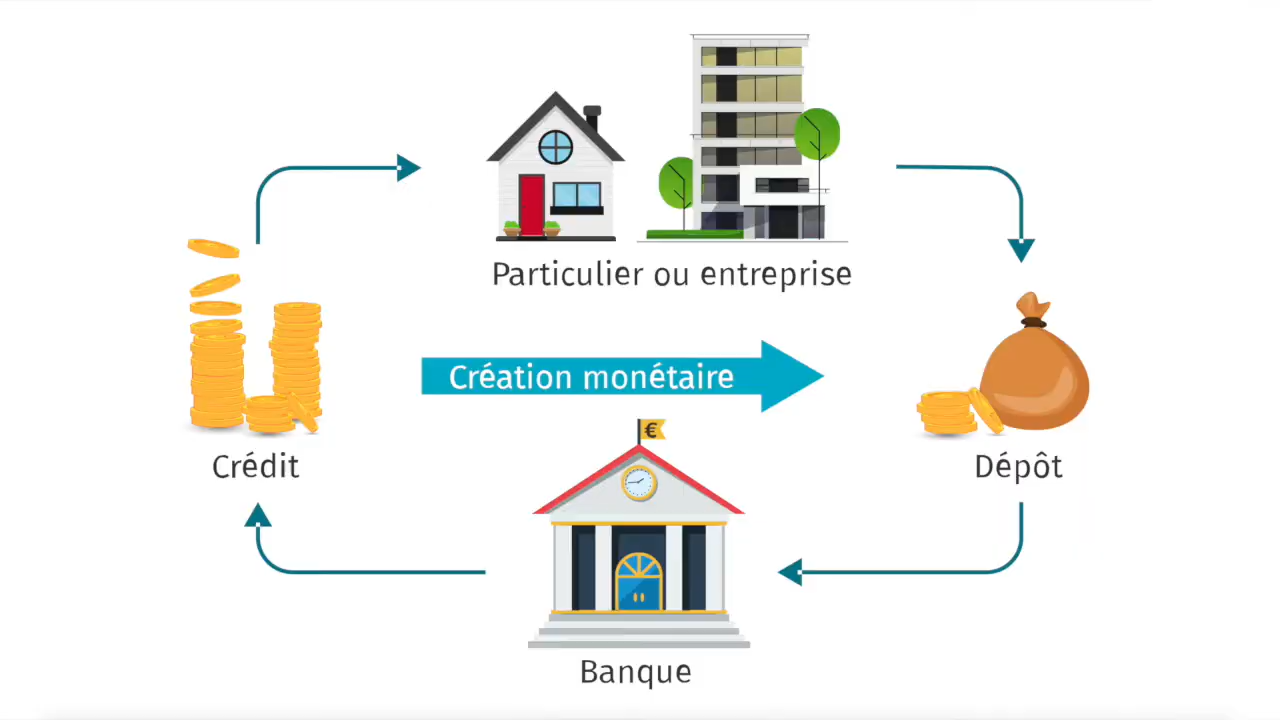 Particulier ou entreprise
Création monétaire
€
Crédit
Dépôt
Banque